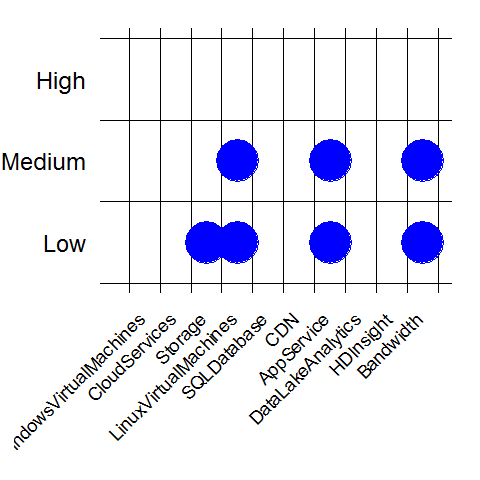 High
Medium
Low
ndowsVirtualMachines
CloudServices
Storage
LinuxVirtualMachines
SQLDatabase
CDN
AppService
DataLakeAnalytics
HDInsight
Bandwidth